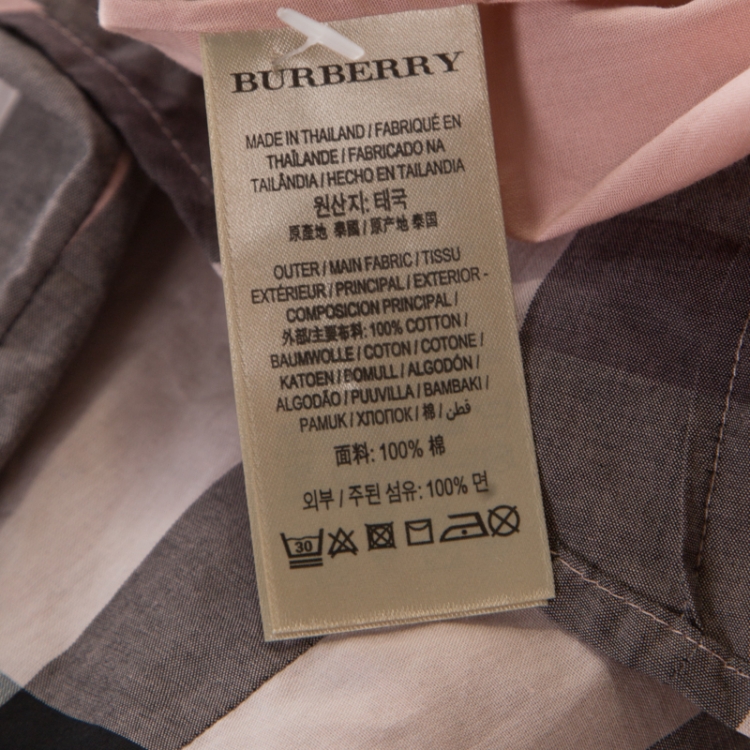 BURBERRY
MADE IN THAILAND / FABRIQUÉ EN
THAÏLANDE / FABRICADO NA
TAILÂNDIA / HECHO EN TAILANDIA
원산지: 태국
原產地 泰國 / 原产地 泰国
OUTER / MAIN FABRIC / TISSU
EXTÉRIEUR / PRINCIPAL / EXTERIOR -
COMPOSICION PRINCIPAL /
外部/主要布料: 100% COTTON /
BAUMWOLLE / COTON / COTONE /
KATOEN / BOMULL / ALGODÓN /
ALGODÃO / PUUVILLA / BAMBAKI /
PAMUK / ХЛОПОК / 棉 / قطن
面料: 100% 棉
외부 / 주된 섬유: 100% 면
30